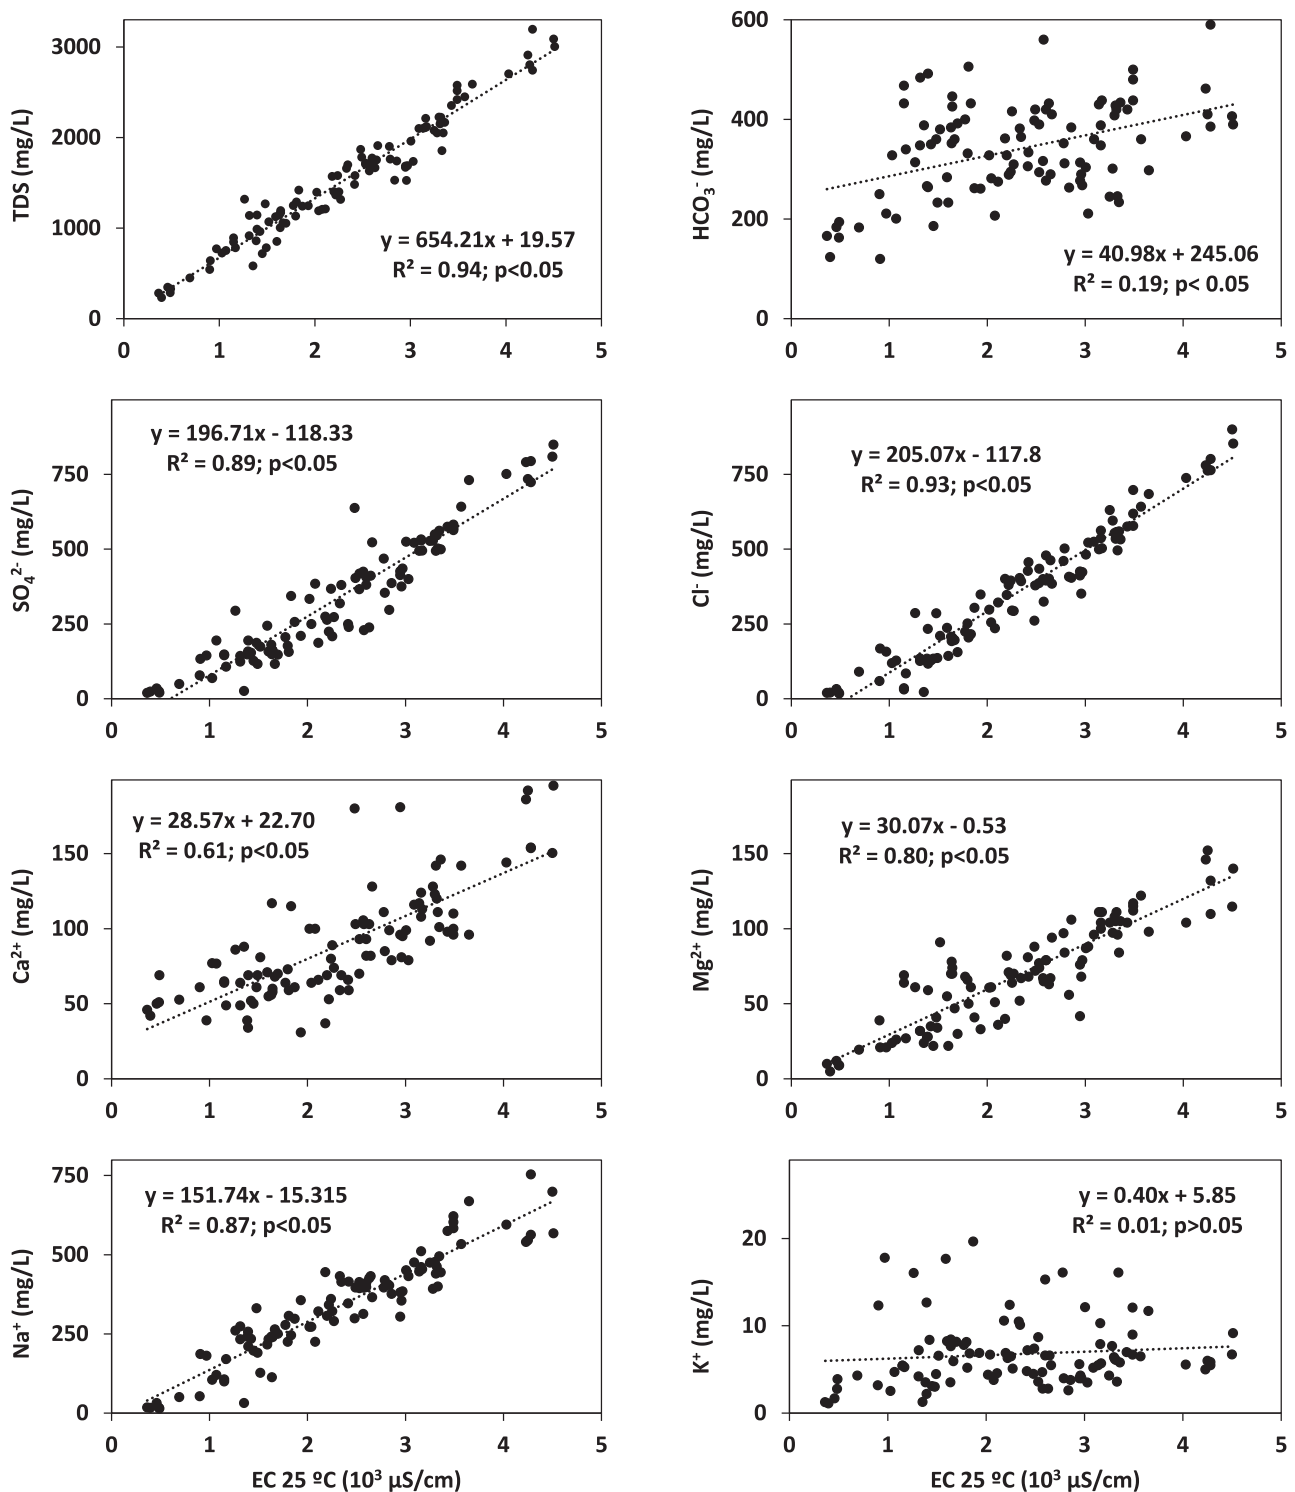 TDS (mg/L)
3000
2000
1000
0
y = 654.21x + 19.57
R² = 0.94; p<0.05
0 1 2 3 4 5
HCO₃⁻ (mg/L)
600
400
200
0
y = 40.98x + 245.06
R² = 0.19; p< 0.05
0 1 2 3 4 5
SO₄²⁻ (mg/L)
750
500
250
0
y = 196.71x - 118.33
R² = 0.89; p<0.05
0 1 2 3 4 5
Cl⁻ (mg/L)
750
500
250
0
y = 205.07x - 117.8
R² = 0.93; p<0.05
0 1 2 3 4 5
Ca²⁺ (mg/L)
150
100
50
0
y = 28.57x + 22.70
R² = 0.61; p<0.05
0 1 2 3 4 5
Mg²⁺ (mg/L)
150
100
50
0
y = 30.07x - 0.53
R² = 0.80; p<0.05
0 1 2 3 4 5
Na⁺ (mg/L)
750
500
250
0
y = 151.74x - 15.315
R² = 0.87; p<0.05
0 1 2 3 4 5
EC 25 ºC (10³ µS/cm)
K⁺ (mg/L)
20
10
0
y = 0.40x + 5.85
R² = 0.01; p>0.05
0 1 2 3 4 5
EC 25 ºC (10³ µS/cm)